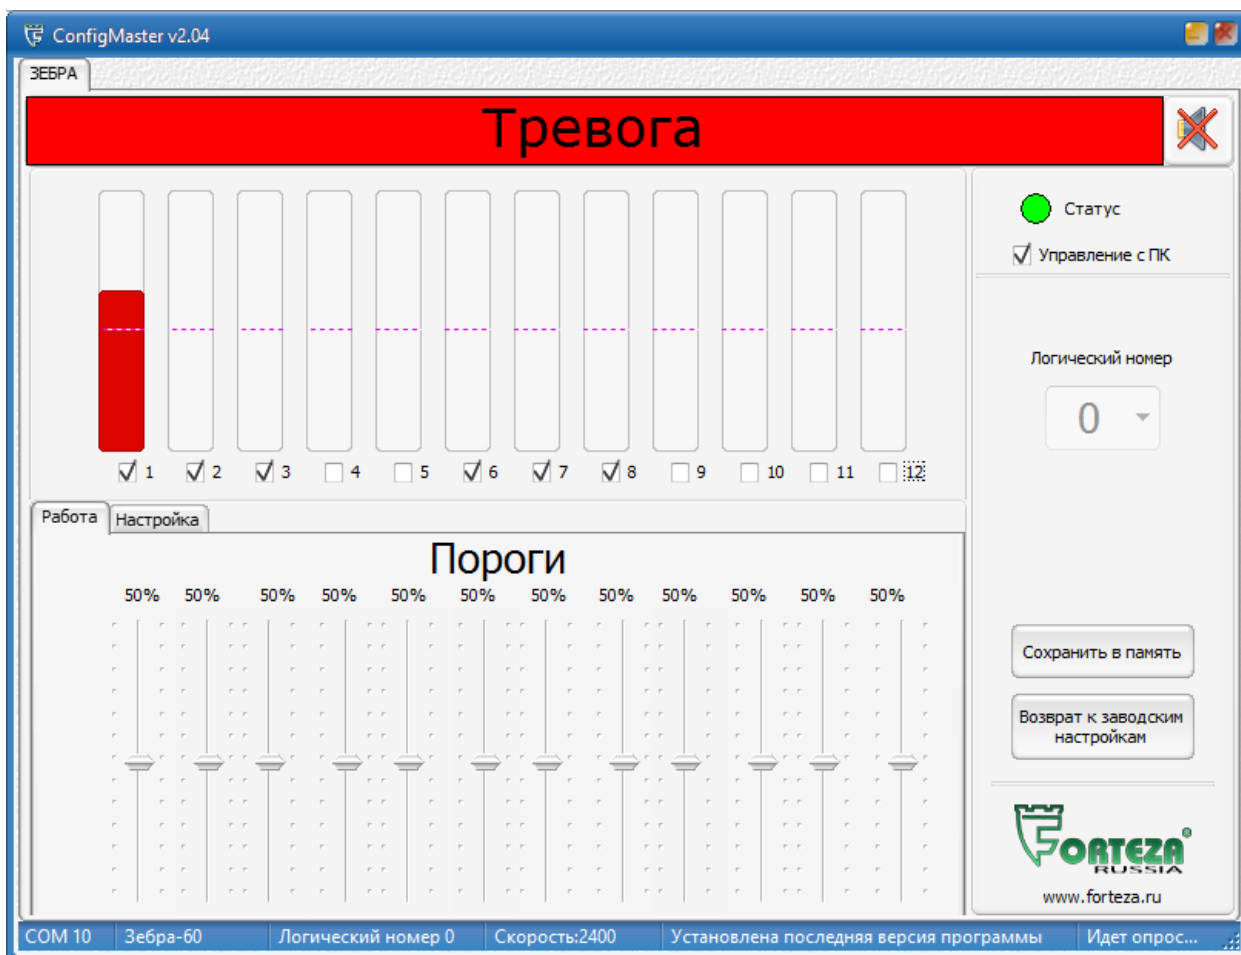 ConfigMaster v2.04
ЗЕБРА
Тревога
Статус
Управление с ПК
Логический номер
0
1 2 3 4 5 6 7 8 9 10 11 12
Работа Настройка
Пороги
50% 50% 50% 50% 50% 50% 50% 50% 50% 50% 50% 50%
Сохранить в память
Возврат к заводским
настройкам
FORTEZA®
RUSSIA
www.forteza.ru
COM 10 Зебра-60 Логический номер 0 Скорость:2400 Установлена последняя версия программы Идет опрос...